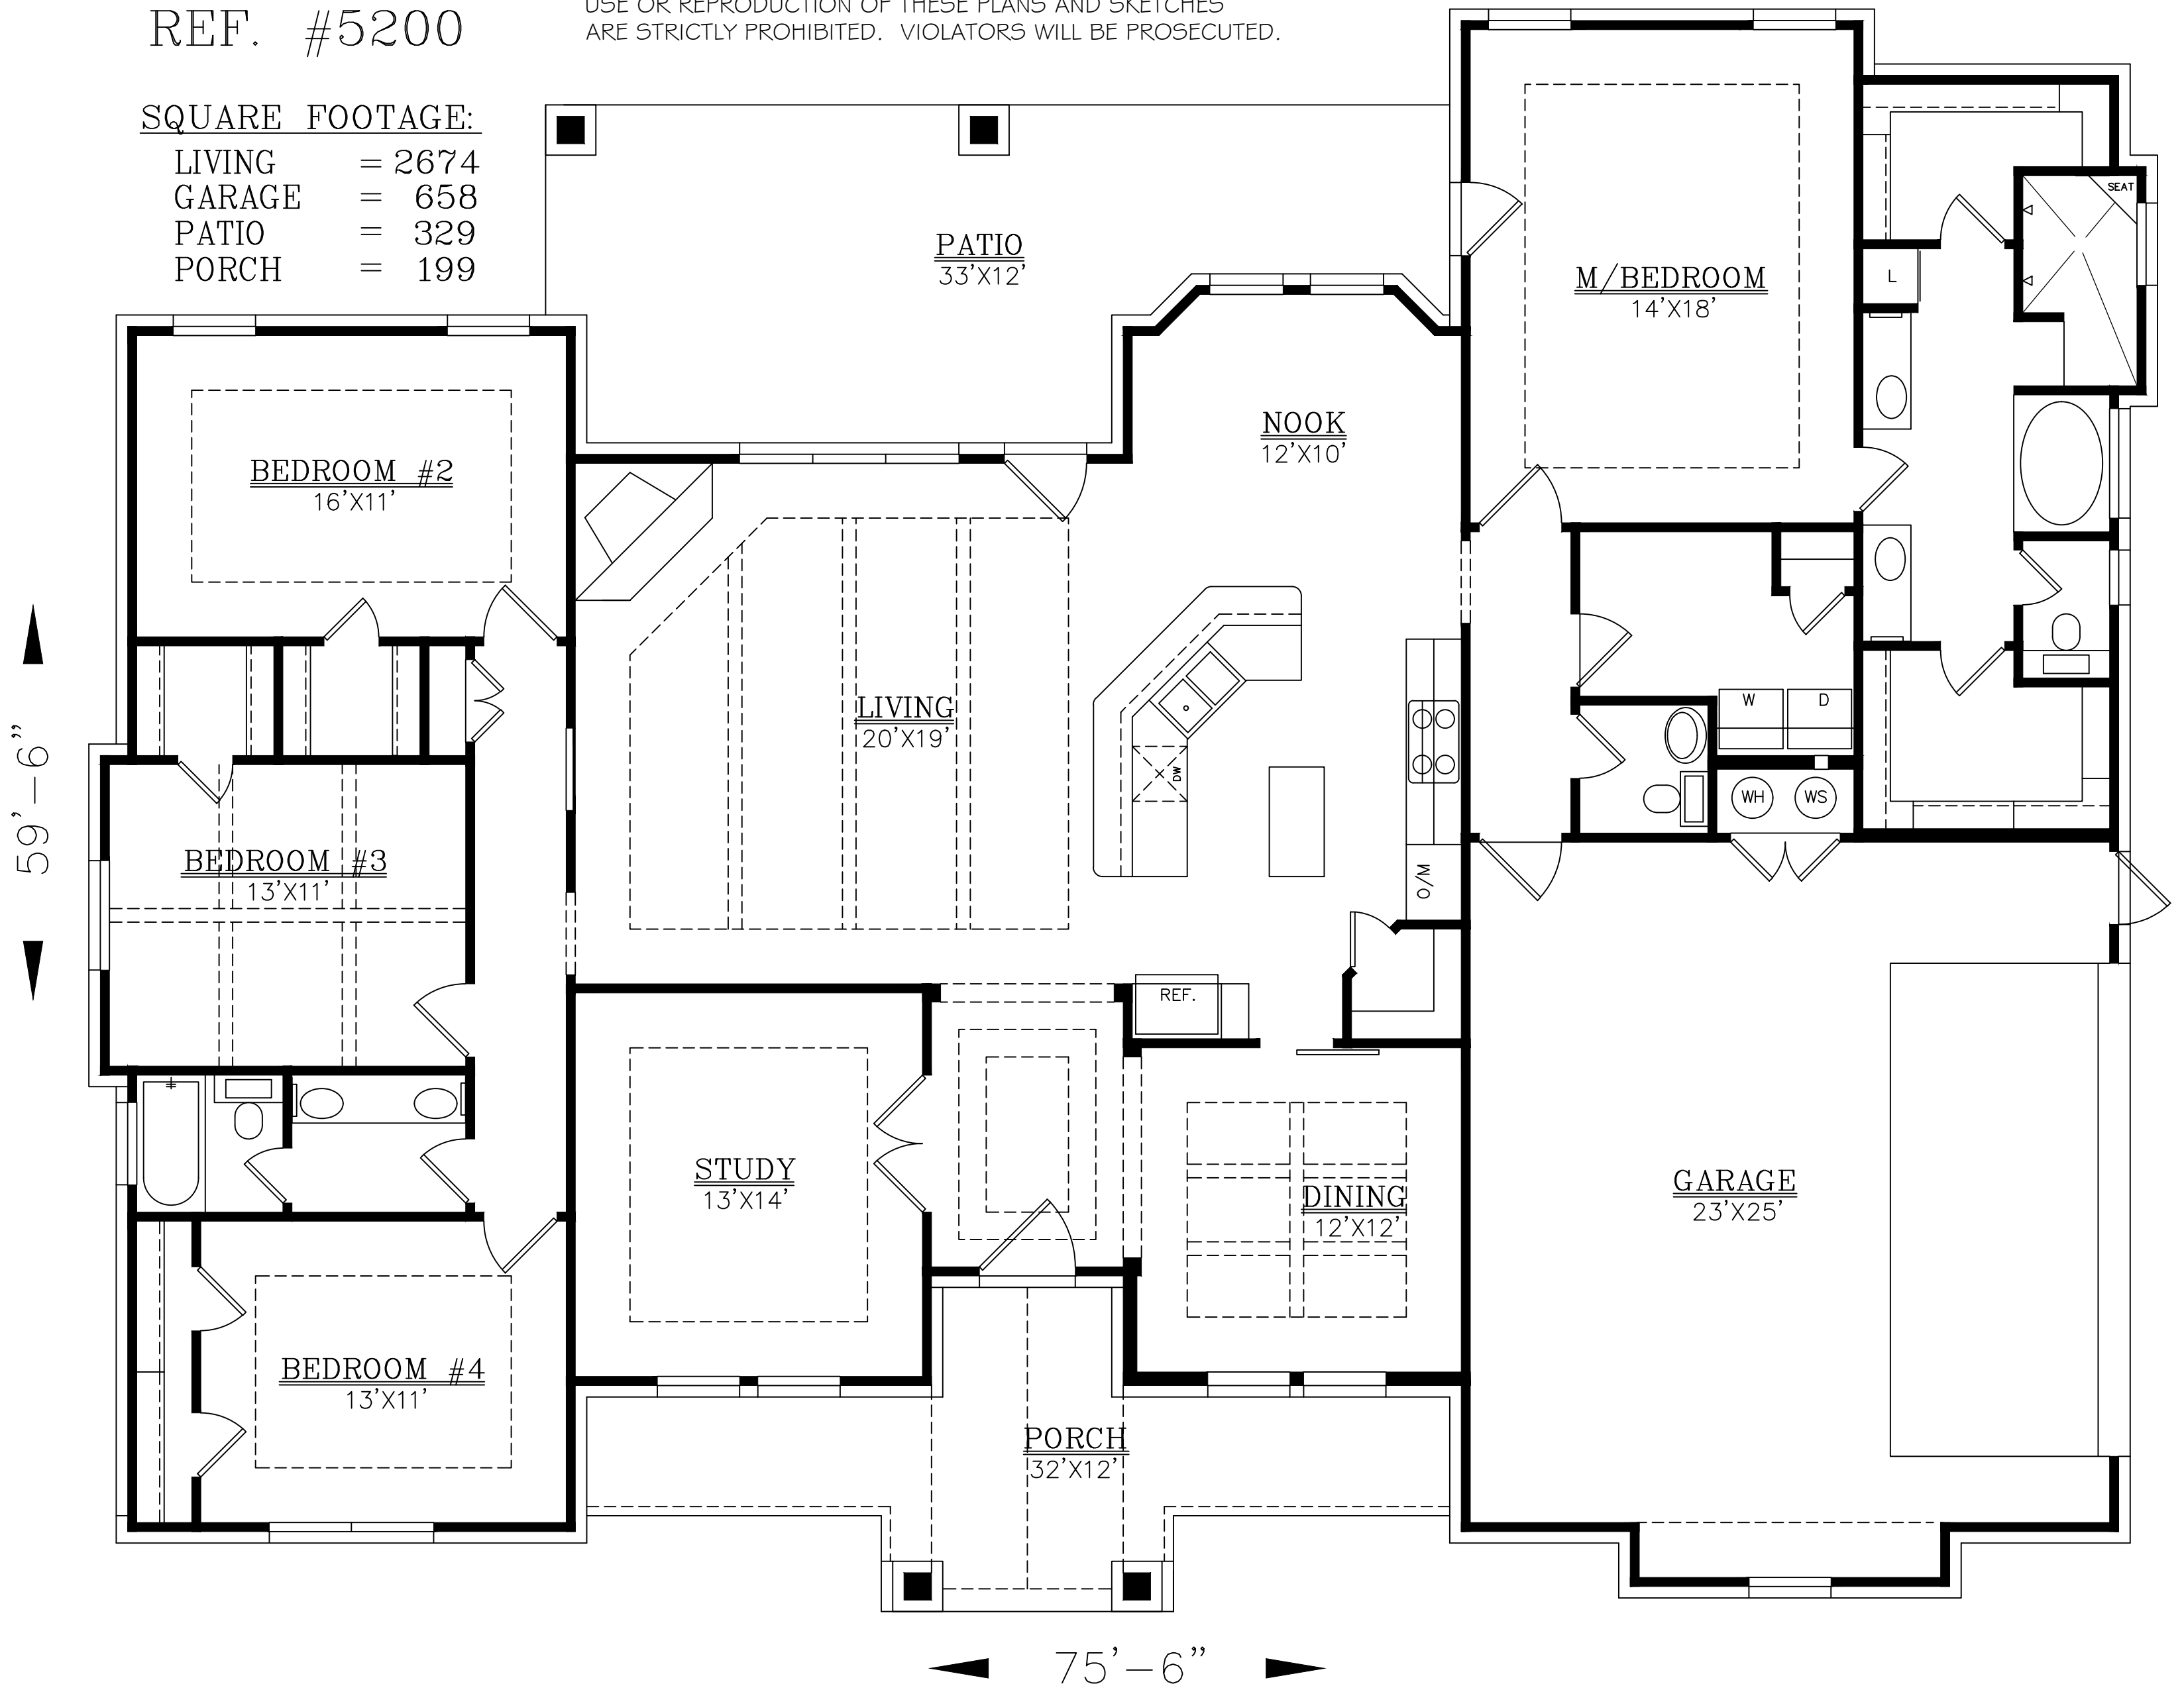 USE OR REPRODUCTION OF THESE PLANS AND SKETCHES
ARE STRICTLY PROHIBITED. VIOLATORS WILL BE PROSECUTED.
REF. #5200
SQUARE FOOTAGE:
LIVING = 2674
GARAGE = 658
PATIO = 329
PORCH = 199
PATIO
33'X12'
M/BEDROOM
14'X18'
SEAT
L
NOOK
12'X10'
BEDROOM #2
16'X11'
LIVING
20'X19'
DW
W
D
WH
WS
O/M
59'-6"
BEDROOM #3
13'X11'
REF.
STUDY
13'X14'
DINING
12'X12'
GARAGE
23'X25'
BEDROOM #4
13'X11'
PORCH
32'X12'
75'-6"